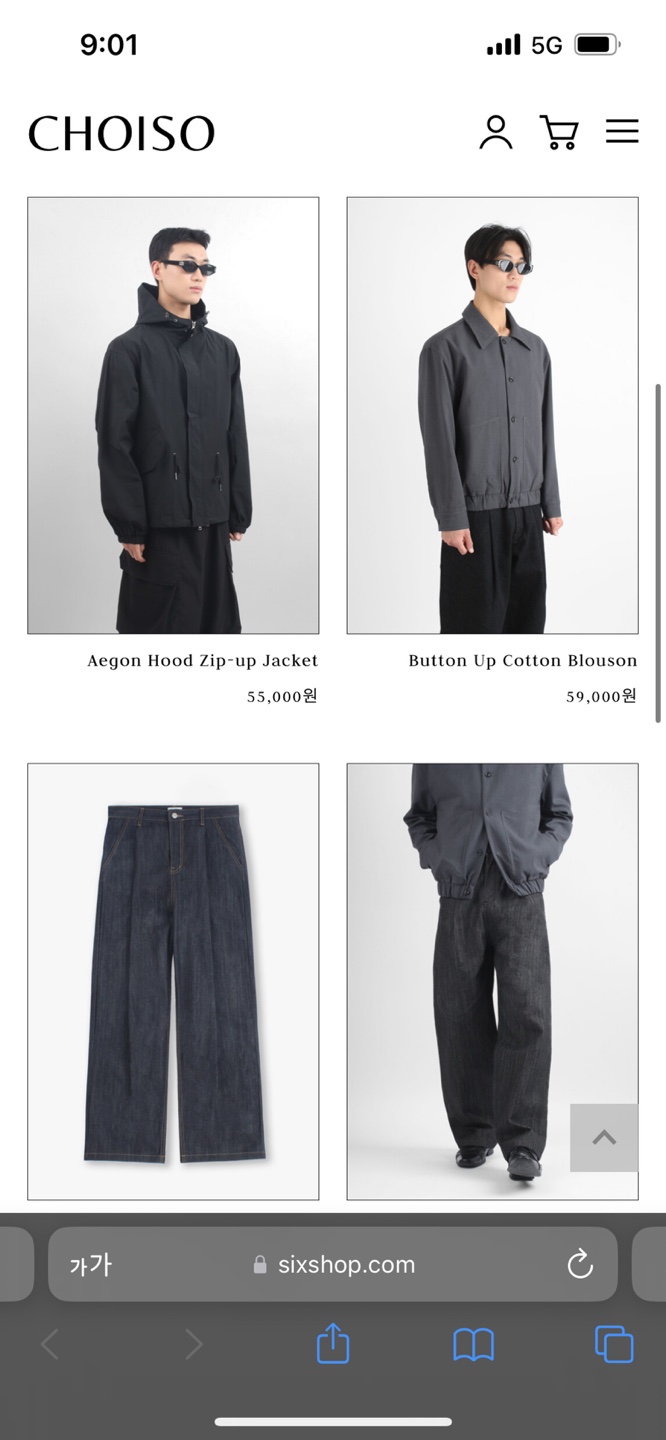 9:01
5G
CHOISO
Aegon Hood Zip-up Jacket
55,000원
Button Up Cotton Blouson
59,000원
가가
sixshop.com